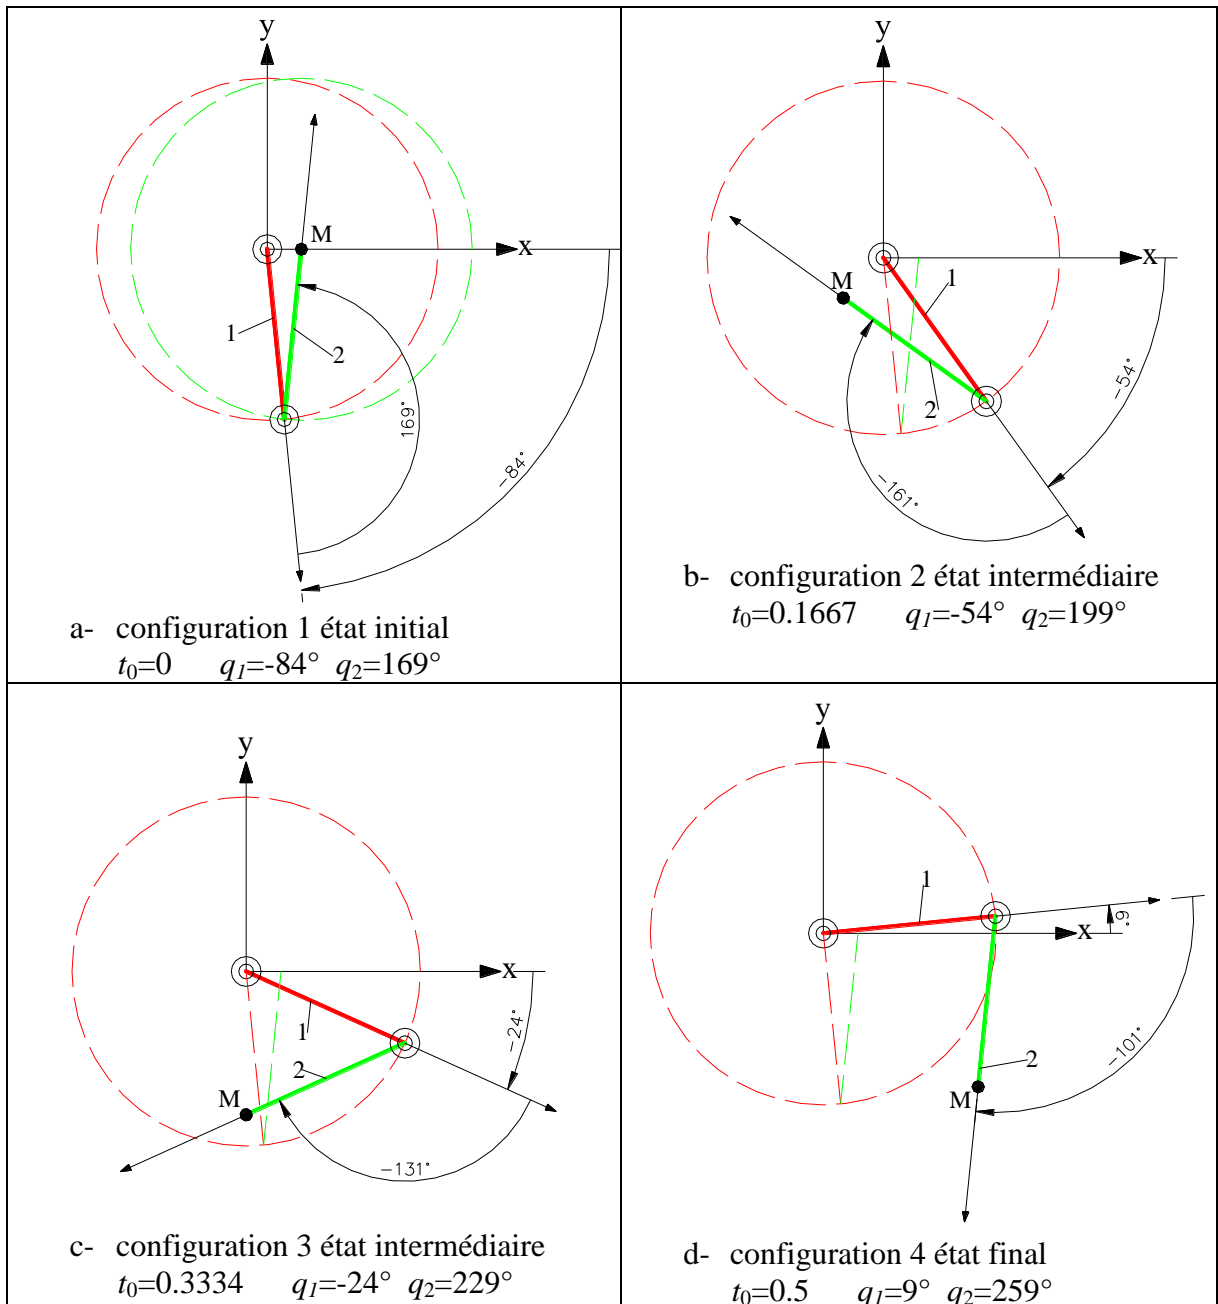 y
M
x
1
2
169°
-84°
a- configuration 1 état initial
t₀=0 q₁=-84° q₂=169°
y
x
M
1
2
-54°
-161°
b- configuration 2 état intermédiaire
t₀=0.1667 q₁=-54° q₂=199°
y
x
1
2
M
-24°
-131°
c- configuration 3 état intermédiaire
t₀=0.3334 q₁=-24° q₂=229°
y
1
6°
x
2
M
-101°
d- configuration 4 état final
t₀=0.5 q₁=9° q₂=259°